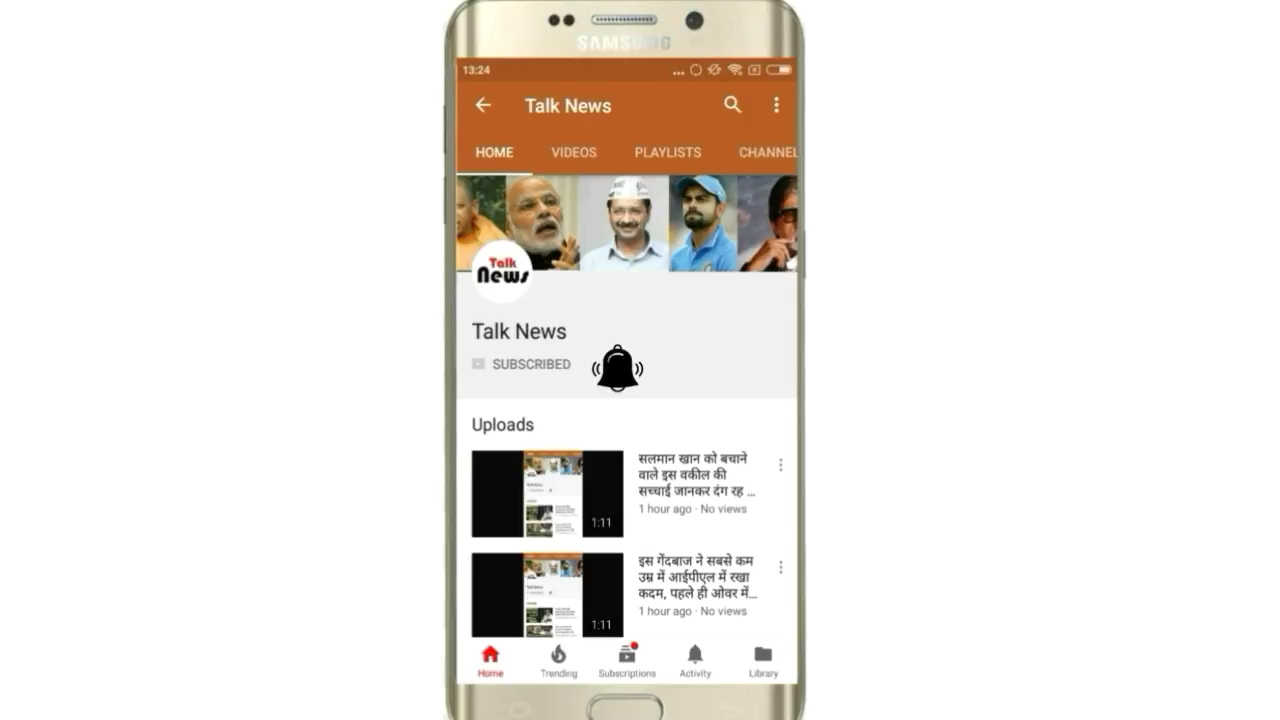 SAMSUNG
13:24
Talk News
HOME VIDEOS PLAYLISTS CHANNEL
Talk
News
Talk News
SUBSCRIBED
Uploads
सलमान खान को बचाने
वाले इस वकील की
सच्चाई जानकर दंग रह ...
1 hour ago · No views
1:11
इस गेंदबाज ने सबसे कम
उम्र में आईपीएल में रखा
कदम, पहले ही ओवर में...
1 hour ago · No views
1:11
Home Trending Subscriptions Activity Library